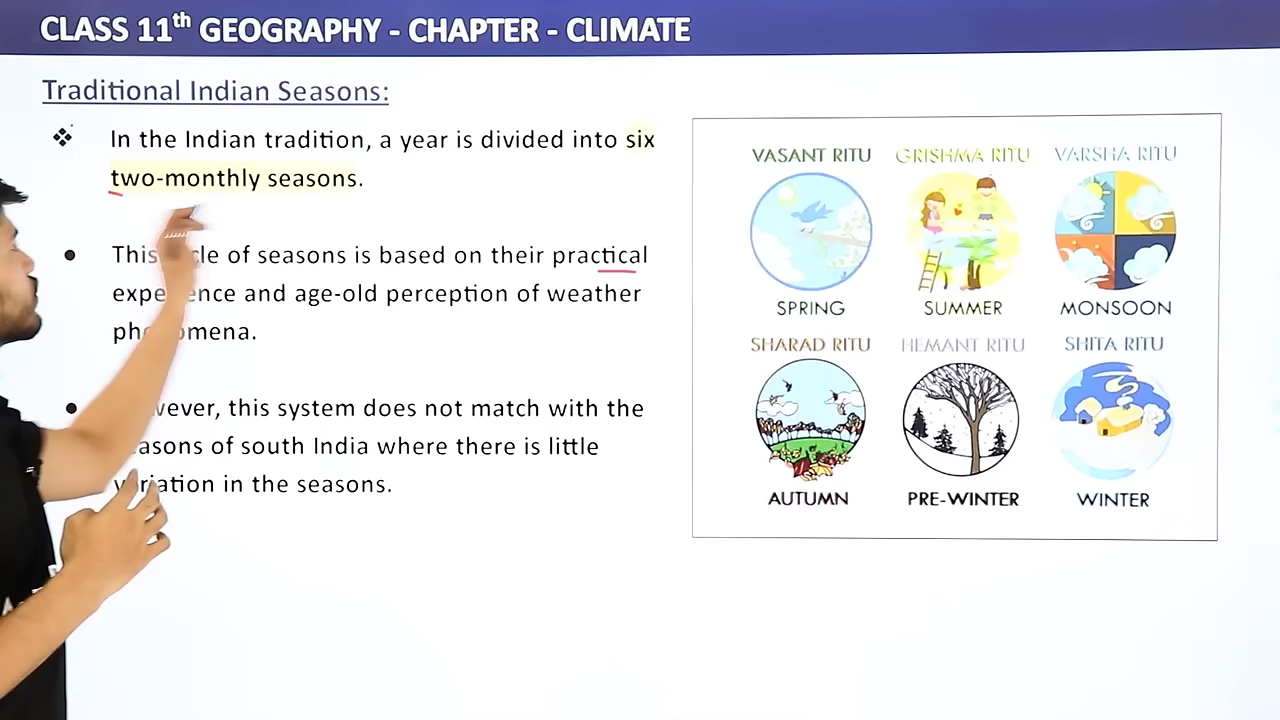 CLASS 11th GEOGRAPHY - CHAPTER - CLIMATE
Traditional Indian Seasons:
❖ In the Indian tradition, a year is divided into six
two-monthly seasons.
● This of seasons is based on their practical
and age-old perception of weather
● this system does not match with the
of south India where there is little
in the seasons.
VASANT RITU GRISHMA RITU VARSHA RITU
SPRING SUMMER MONSOON
SHARAD RITU HEMANT RITU SHITA RITU
AUTUMN PRE-WINTER WINTER